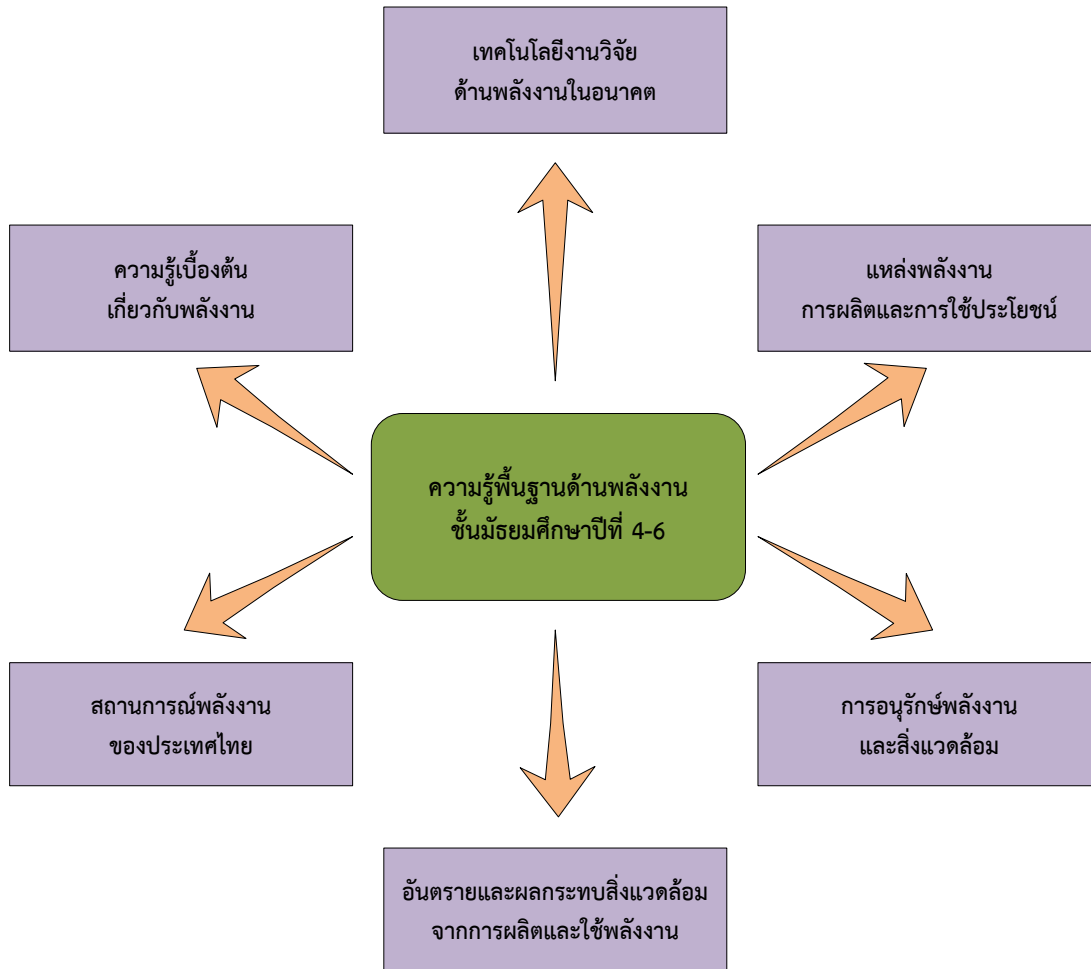 เทคโนโลยีงานวิจัย
ด้านพลังงานในอนาคต
ความรู้เบื้องต้น
เกี่ยวกับพลังงาน
แหล่งพลังงาน
การผลิตและการใช้ประโยชน์
ความรู้พื้นฐานด้านพลังงาน
ชั้นมัธยมศึกษาปีที่ 4-6
สถานการณ์พลังงาน
ของประเทศไทย
การอนุรักษ์พลังงาน
และสิ่งแวดล้อม
อันตรายและผลกระทบสิ่งแวดล้อม
จากการผลิตและใช้พลังงาน